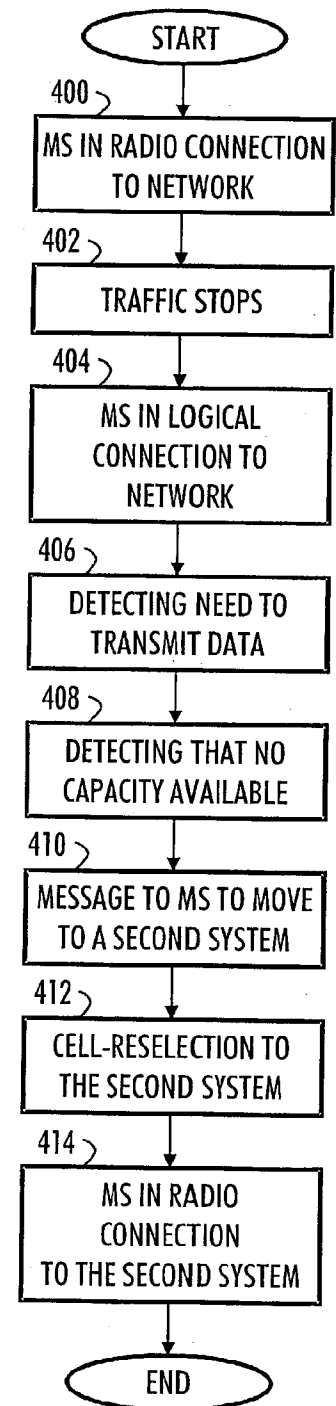 START
400
MS IN RADIO CONNECTION
TO NETWORK
402
TRAFFIC STOPS
404
MS IN LOGICAL
CONNECTION TO
NETWORK
406
DETECTING NEED TO
TRANSMIT DATA
408
DETECTING THAT NO
CAPACITY AVAILABLE
410
MESSAGE TO MS TO MOVE
TO A SECOND SYSTEM
412
CELL-RESELECTION TO
THE SECOND SYSTEM
414
MS IN RADIO
CONNECTION
TO THE SECOND SYSTEM
END